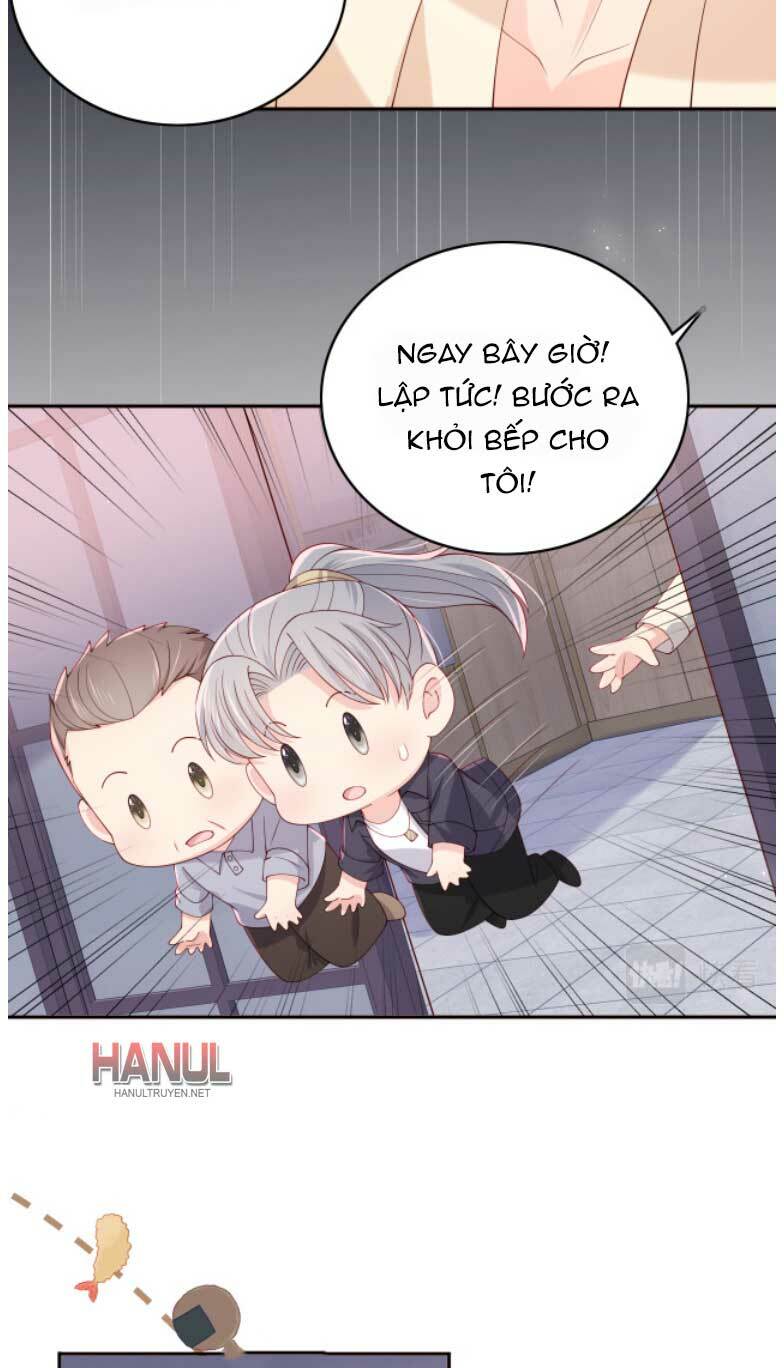 NGAY BÂY GIỜ!
LẬP TỨC! BƯỚC RA
KHỎI BẾP CHO
TÔI!
HANUL
HANULTRUYEN.NET